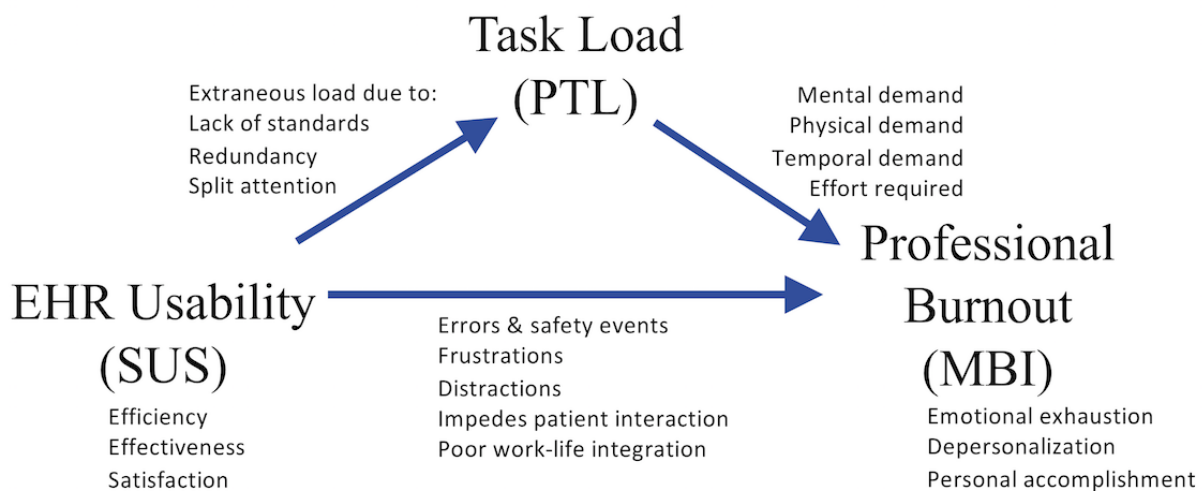 Task Load
(PTL)
Extraneous load due to:
Lack of standards
Redundancy
Split attention
Mental demand
Physical demand
Temporal demand
Effort required
EHR Usability
(SUS)
Efficiency
Effectiveness
Satisfaction
Errors & safety events
Frustrations
Distractions
Impedes patient interaction
Poor work-life integration
Professional
Burnout
(MBI)
Emotional exhaustion
Depersonalization
Personal accomplishment